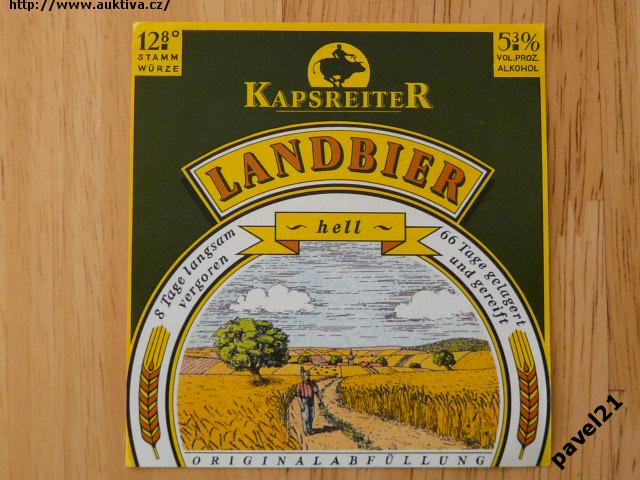 http://www.auktiva.cz/
12.8°
STAMM
WÜRZE
5.3%
VOL.PROZ.
ALKOHOL
KAPSREITER
LANDBIER
~ hell ~
8 Tage langsam
vergoren
66 Tage gelagert
und gereift
ORIGINALABFÜLLUNG
pavel21